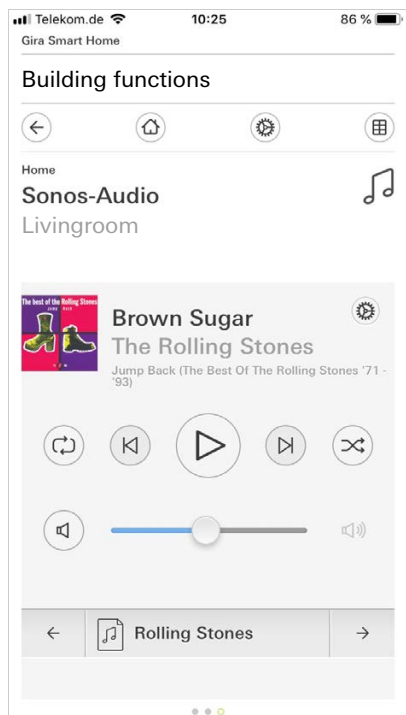 Telekom.de 10:25 86 %
Gira Smart Home
Building functions
Home
Sonos-Audio
Livingroom
The best of the Rolling Stones
JUMP BACK
Brown Sugar
The Rolling Stones
Jump Back (The Best Of The Rolling Stones '71 -
'93)
Rolling Stones